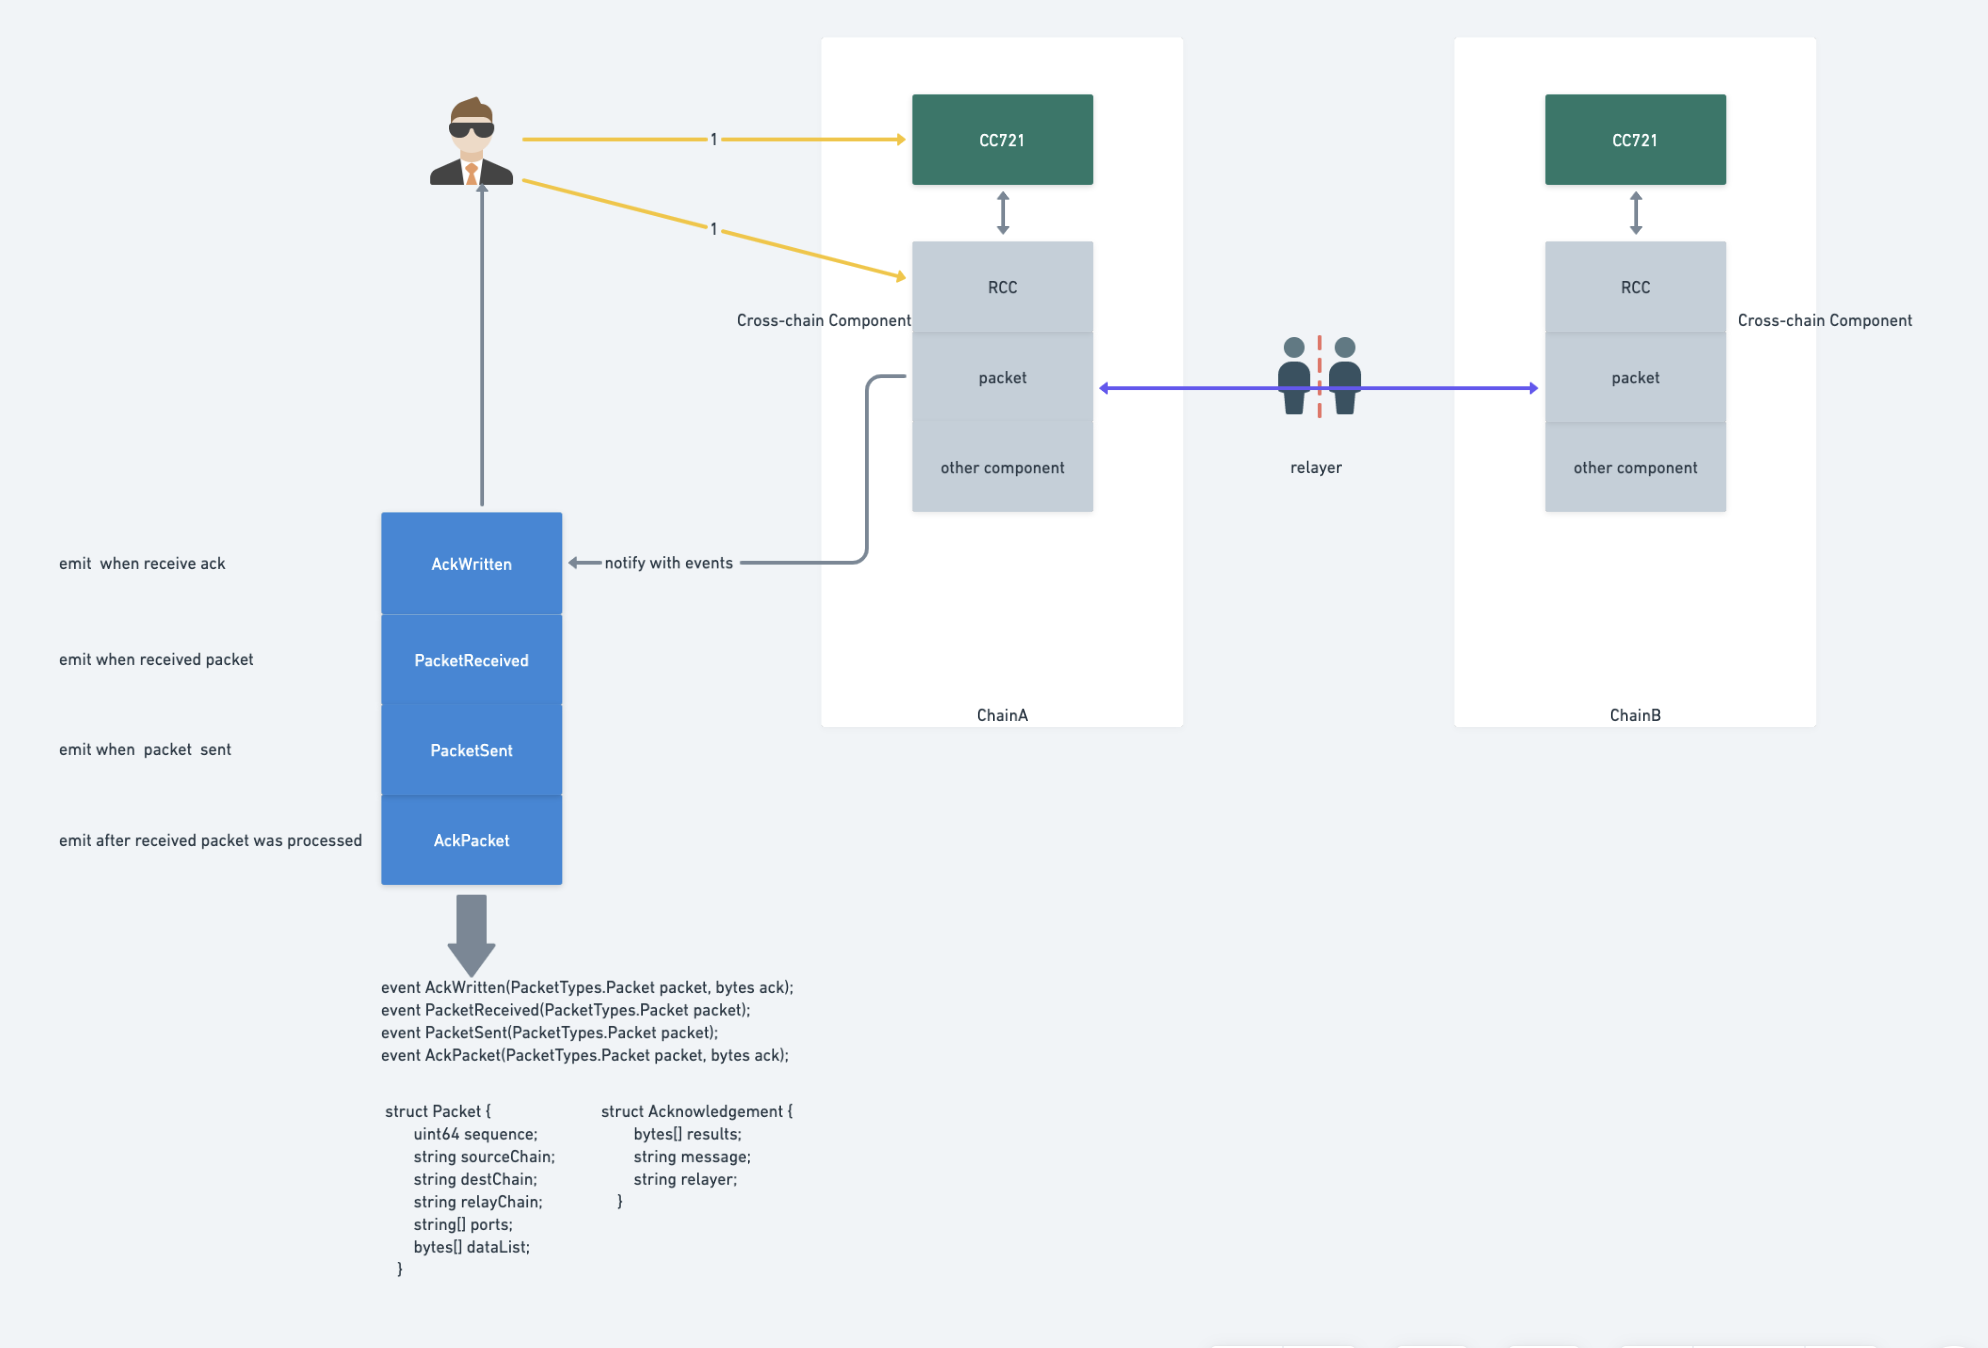 CC721
CC721
1
1
RCC
RCC
Cross-chain Component
Cross-chain Component
packet
packet
other component
relayer
other component
emit  when receive ack
AckWritten
notify with events
emit when received packet
PacketReceived
ChainA
ChainB
emit when  packet  sent
PacketSent
emit after received packet was processed
AckPacket
event AckWritten(PacketTypes.Packet packet, bytes ack);
event PacketReceived(PacketTypes.Packet packet);
event PacketSent(PacketTypes.Packet packet);
event AckPacket(PacketTypes.Packet packet, bytes ack);
struct Packet {
uint64 sequence;
string sourceChain;
string destChain;
string relayChain;
string[] ports;
bytes[] dataList;
}
struct Acknowledgement {
bytes[] results;
string message;
string relayer;
}